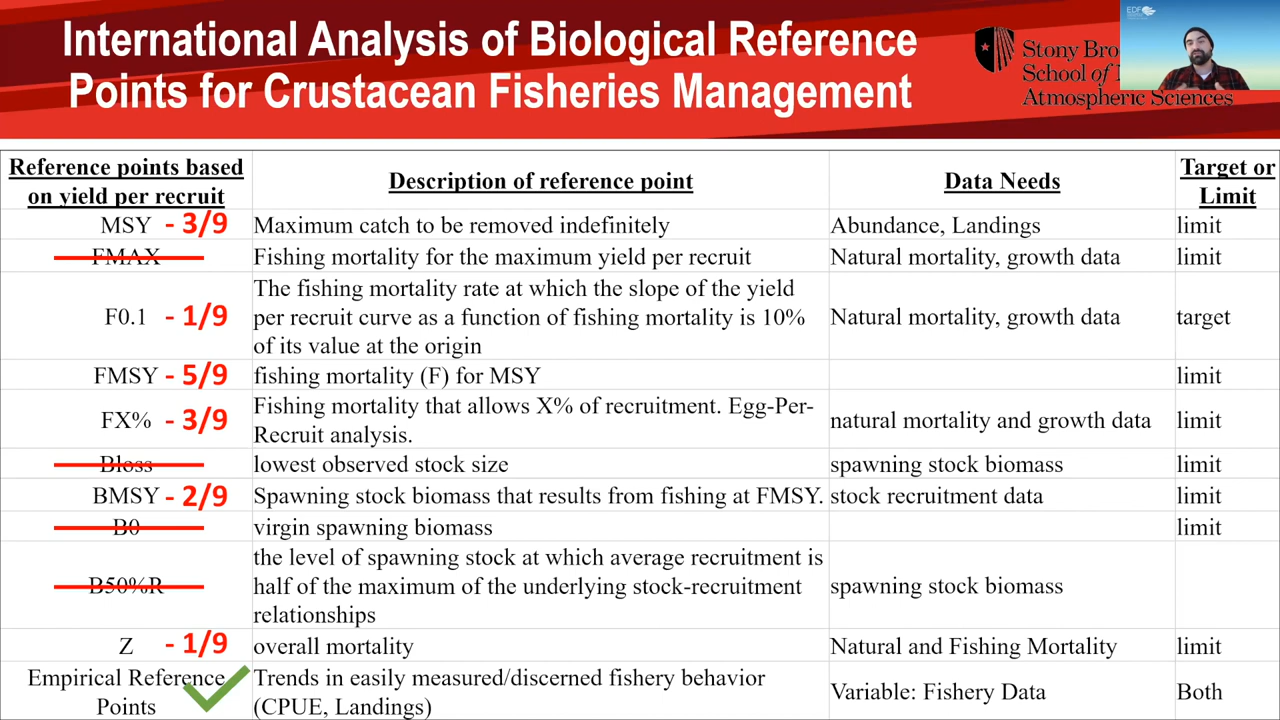 International Analysis of Biological Reference
Points for Crustacean Fisheries Management
Stony Bro
School of
Atmospheric Sciences
EDF
Reference points based
on yield per recruit
Description of reference point
Data Needs
Target or
Limit
MSY - 3/9
Maximum catch to be removed indefinitely
Abundance, Landings
limit
FMAX
Fishing mortality for the maximum yield per recruit
Natural mortality, growth data
limit
F0.1 - 1/9
The fishing mortality rate at which the slope of the yield
per recruit curve as a function of fishing mortality is 10%
of its value at the origin
Natural mortality, growth data
target
FMSY - 5/9
fishing mortality (F) for MSY
limit
FX% - 3/9
Fishing mortality that allows X% of recruitment. Egg-Per-
Recruit analysis.
natural mortality and growth data
limit
Bloss
lowest observed stock size
spawning stock biomass
limit
BMSY - 2/9
Spawning stock biomass that results from fishing at FMSY.
stock recruitment data
limit
B0
virgin spawning biomass
limit
B50%R
the level of spawning stock at which average recruitment is
half of the maximum of the underlying stock-recruitment
relationships
spawning stock biomass
Z - 1/9
overall mortality
Natural and Fishing Mortality
limit
Empirical Reference
Points
Trends in easily measured/discerned fishery behavior
(CPUE, Landings)
Variable: Fishery Data
Both